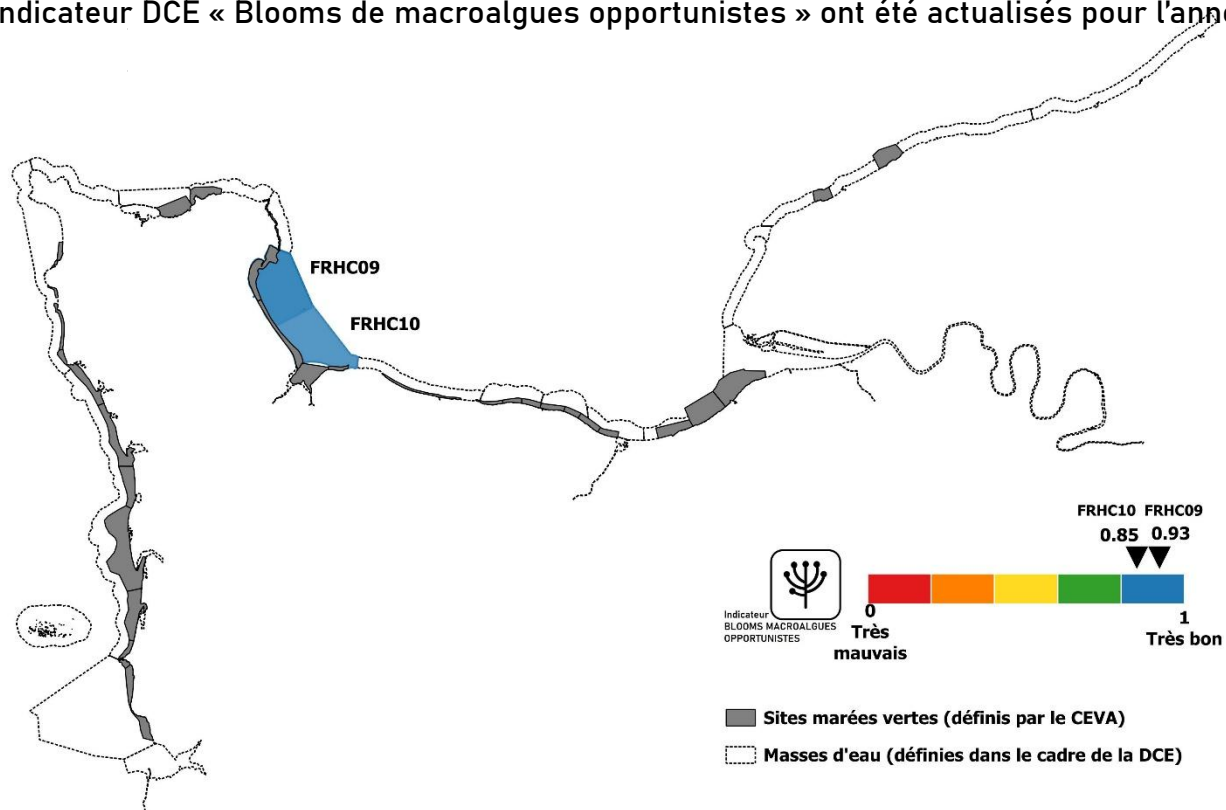 ndicateur DCE « Blooms de macroalgues opportunistes » ont été actualisés pour l'ann
FRHC09
FRHC10
FRHC10 FRHC09
0.85 0.93
Indicateur
BLOOMS MACROALGUES
OPPORTUNISTES
0 1
Très
mauvais
Très bon
Sites marées vertes (définis par le CEVA)
Masses d'eau (définies dans le cadre de la DCE)